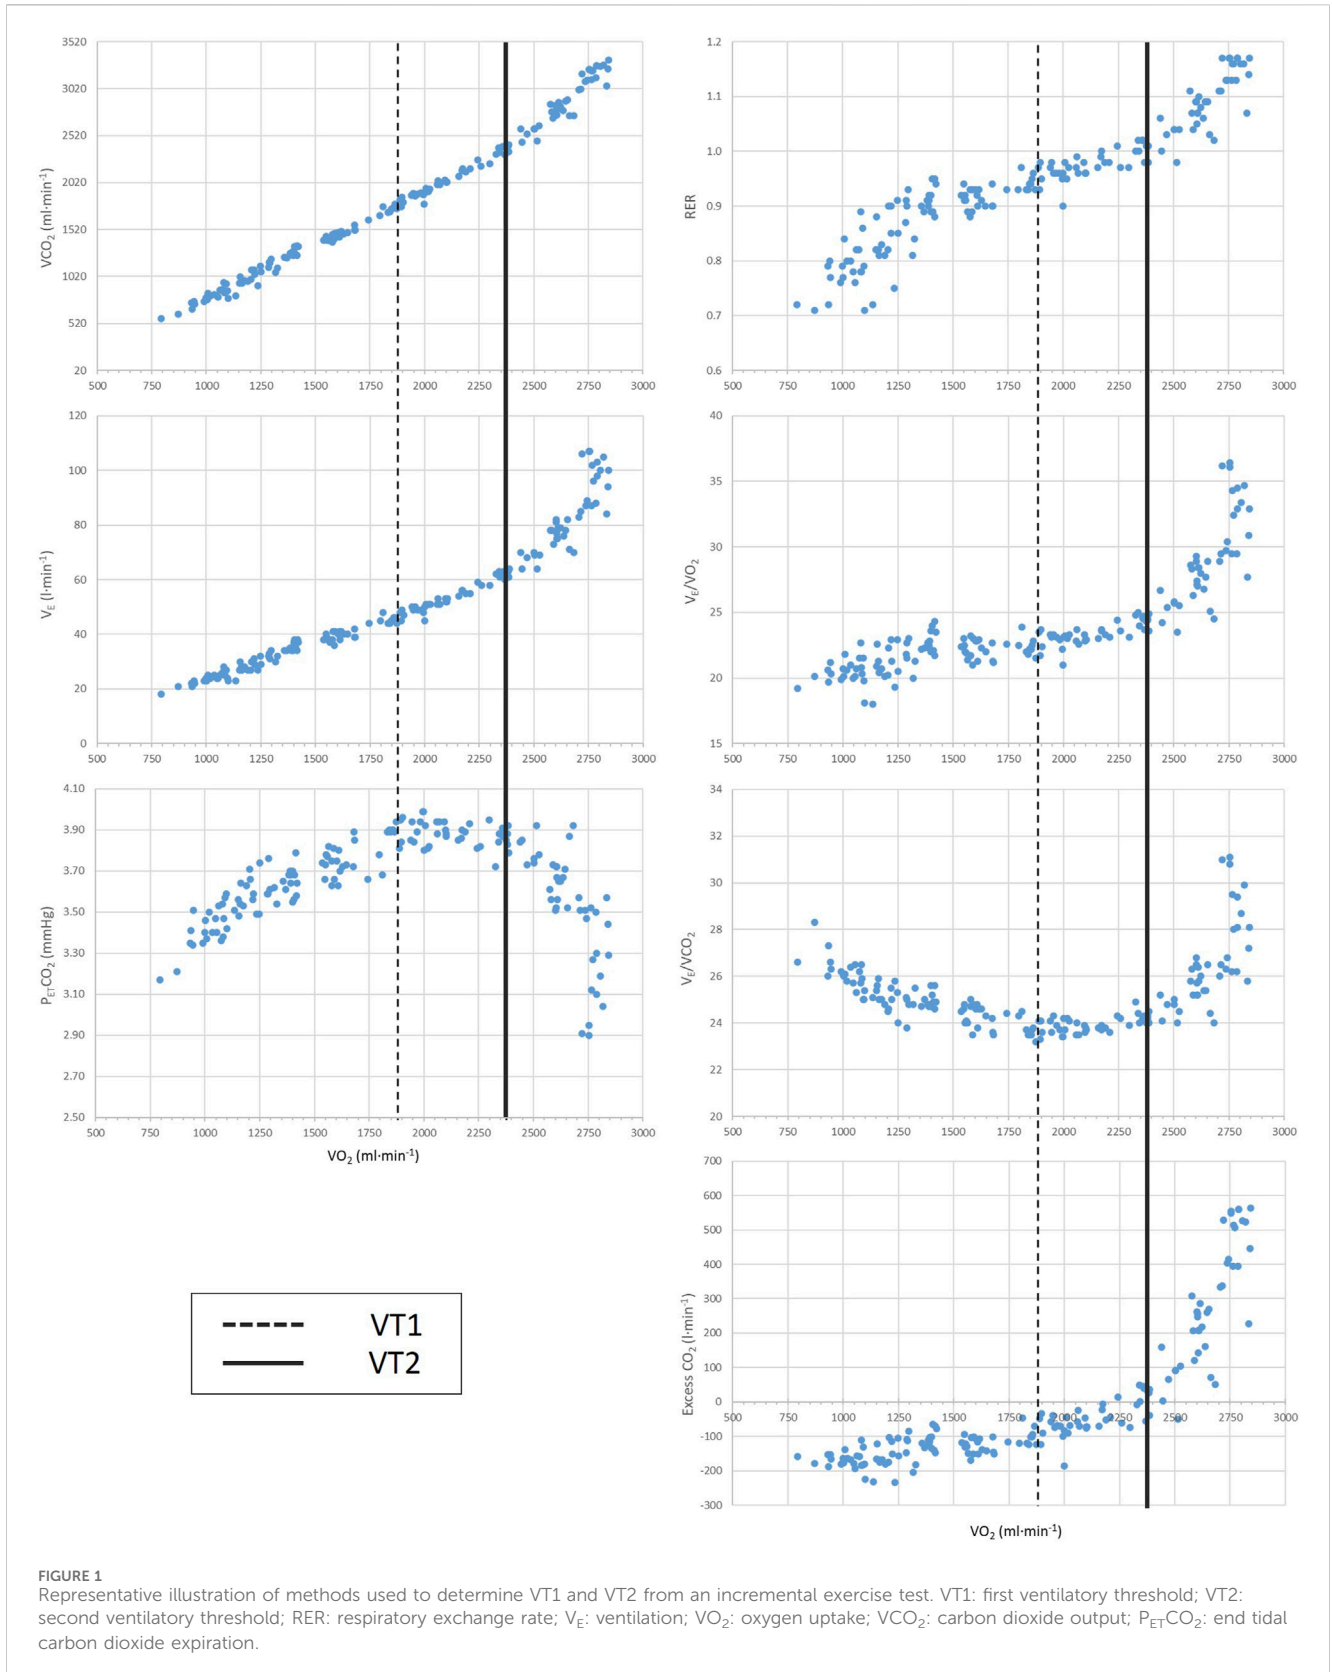 3520
3020
2520
2020
1520
1020
520
20
VCO2 (ml·min-1)
500 750 1000 1250 1500 1750 2000 2250 2500 2750 3000
120
100
80
60
40
20
0
VE (l·min-1)
500 750 1000 1250 1500 1750 2000 2250 2500 2750 3000
4.10
3.90
3.70
3.50
3.30
3.10
2.90
2.70
2.50
PETCO2 (mmHg)
500 750 1000 1250 1500 1750 2000 2250 2500 2750 3000
VO2 (ml·min-1)
VT1
VT2
1.2
1.1
1.0
0.9
0.8
0.7
0.6
RER
500 750 1000 1250 1500 1750 2000 2250 2500 2750 3000
40
35
30
25
20
15
VE/VO2
500 750 1000 1250 1500 1750 2000 2250 2500 2750 3000
34
32
30
28
26
24
22
20
VE/VCO2
500 750 1000 1250 1500 1750 2000 2250 2500 2750 3000
700
600
500
400
300
200
100
0
-100
-200
-300
Excess CO2 (l·min-1)
500 750 1000 1250 1500 1750 2000 2250 2500 2750 3000
VO2 (ml·min-1)
FIGURE 1
Representative illustration of methods used to determine VT1 and VT2 from an incremental exercise test. VT1: first ventilatory threshold; VT2:
second ventilatory threshold; RER: respiratory exchange rate; VE: ventilation; VO2: oxygen uptake; VCO2: carbon dioxide output; PETCO2: end tidal
carbon dioxide expiration.